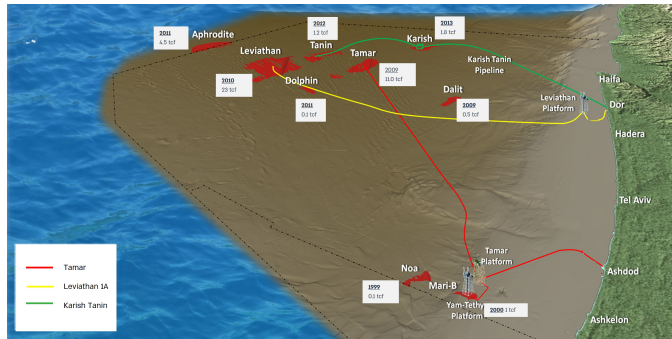 2011
4.5 tcf
Aphrodite
Leviathan
2010
23 tcf
2012
1.2 tcf
Tanin
Dolphin
2011
0.1 tcf
Tamar
2009
11.0 tcf
2013
1.8 tcf
Karish
Karish Tanin
Pipeline
Dalit
2009
0.5 tcf
Leviathan
Platform
Haifa
Dor
Hadera
Tel Aviv
Tamar
Platform
Ashdod
Noa
1999
0.1 tcf
Mari-B
Yam-Tethy
Platform
2000 1 tcf
Ashkelon
Tamar
Leviathan 1A
Karish Tanin